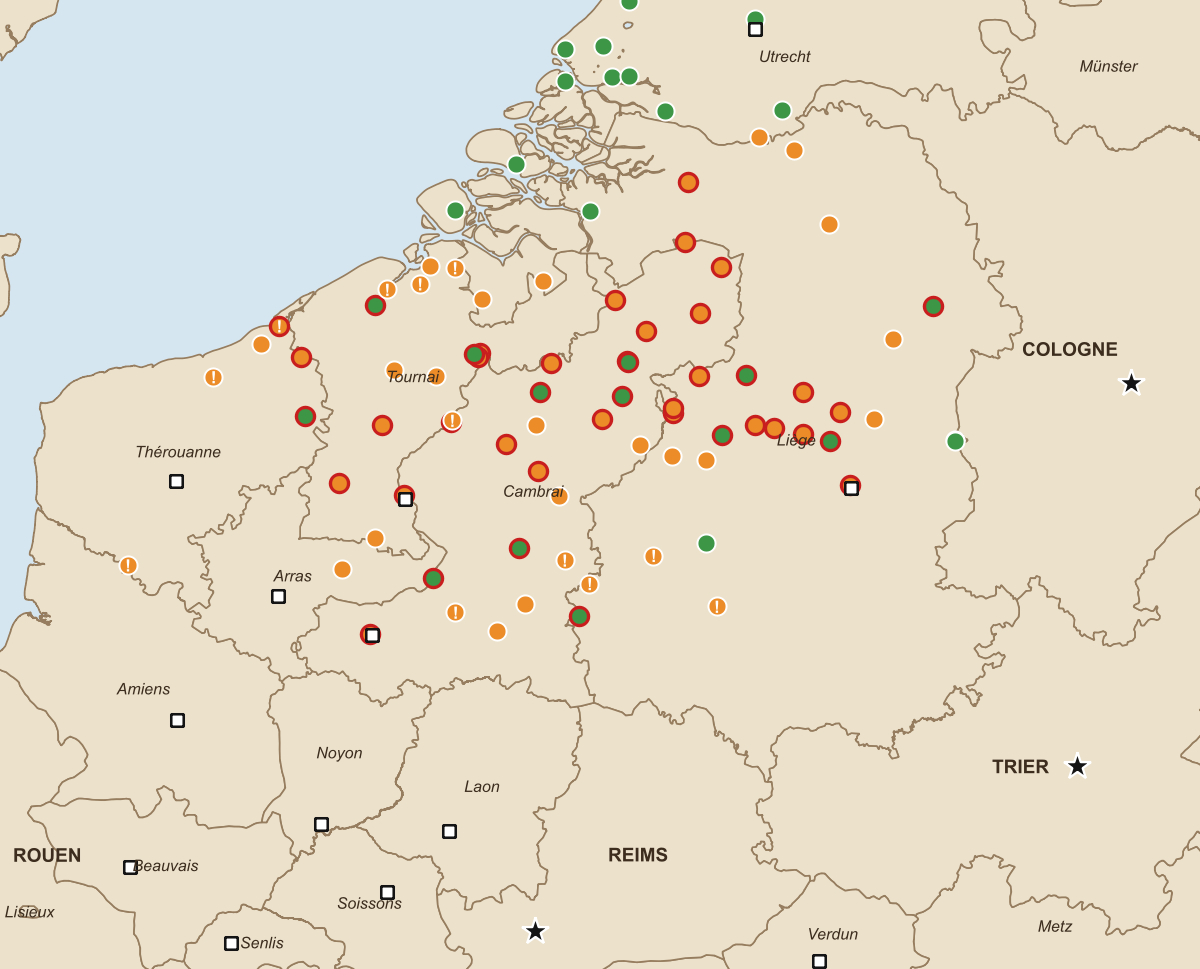 Utrecht
Münster
!
!
!
!
COLOGNE
Tournai
!
!
Liège
Thérouanne
Cambrai
!
!
!
Arras
!
!
!
Amiens
Noyon
TRIER
Laon
ROUEN
REIMS
Beauvais
Soissons
Lisieux
Metz
Verdun
Senlis